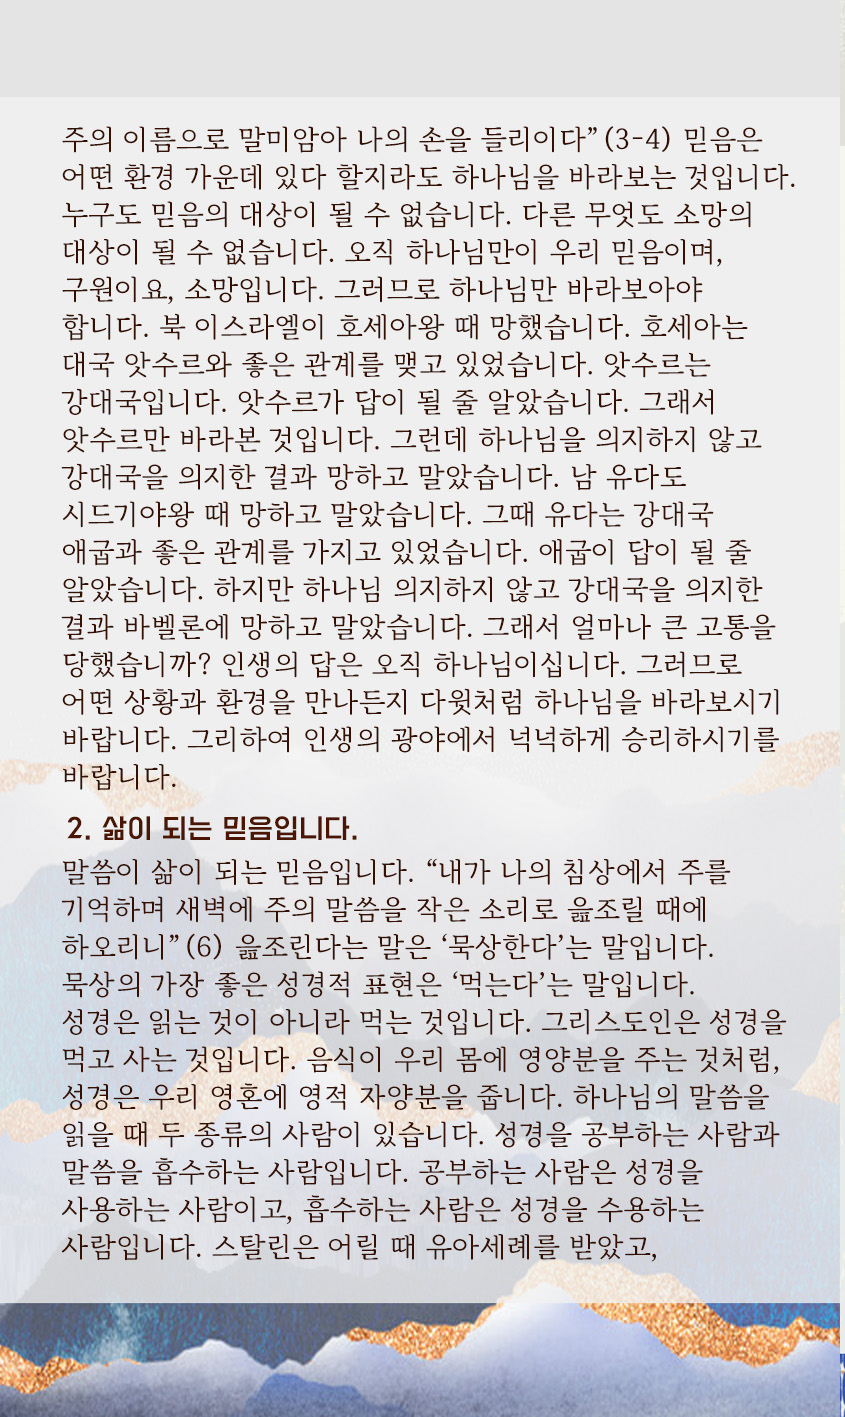 주의 이름으로 말미암아 나의 손을 들리이다”(3-4) 믿음은
어떤 환경 가운데 있다 할지라도 하나님을 바라보는 것입니다.
누구도 믿음의 대상이 될 수 없습니다. 다른 무엇도 소망의
대상이 될 수 없습니다. 오직 하나님만이 우리 믿음이며,
구원이요, 소망입니다. 그러므로 하나님만 바라보아야
합니다. 북 이스라엘이 호세아왕 때 망했습니다. 호세아는
대국 앗수르와 좋은 관계를 맺고 있었습니다. 앗수르는
강대국입니다. 앗수르가 답이 될 줄 알았습니다. 그래서
앗수르만 바라본 것입니다. 그런데 하나님을 의지하지 않고
강대국을 의지한 결과 망하고 말았습니다. 남 유다도
시드기야왕 때 망하고 말았습니다. 그때 유다는 강대국
애굽과 좋은 관계를 가지고 있었습니다. 애굽이 답이 될 줄
알았습니다. 하지만 하나님 의지하지 않고 강대국을 의지한
결과 바벨론에 망하고 말았습니다. 그래서 얼마나 큰 고통을
당했습니까? 인생의 답은 오직 하나님이십니다. 그러므로
어떤 상황과 환경을 만나든지 다윗처럼 하나님을 바라보시기
바랍니다. 그리하여 인생의 광야에서 넉넉하게 승리하시기를
바랍니다.
2. 삶이 되는 믿음입니다.
말씀이 삶이 되는 믿음입니다. “내가 나의 침상에서 주를
기억하며 새벽에 주의 말씀을 작은 소리로 읊조릴 때에
하오리니”(6) 읊조린다는 말은 ‘묵상한다’는 말입니다.
묵상의 가장 좋은 성경적 표현은 ‘먹는다’는 말입니다.
성경은 읽는 것이 아니라 먹는 것입니다. 그리스도인은 성경을
먹고 사는 것입니다. 음식이 우리 몸에 영양분을 주는 것처럼,
성경은 우리 영혼에 영적 자양분을 줍니다. 하나님의 말씀을
읽을 때 두 종류의 사람이 있습니다. 성경을 공부하는 사람과
말씀을 흡수하는 사람입니다. 공부하는 사람은 성경을
사용하는 사람이고, 흡수하는 사람은 성경을 수용하는
사람입니다. 스탈린은 어릴 때 유아세례를 받았고,